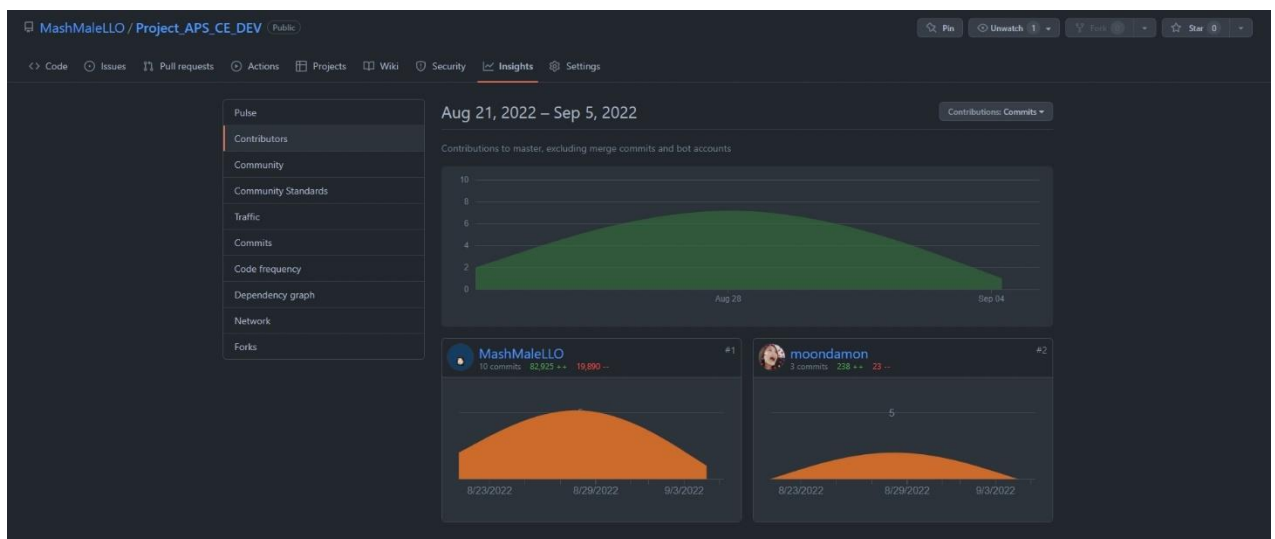 MashMaleLLO / Project_APS_CE_DEV Public
Pin Unwatch 1 Fork 0 Star 0
<> Code Issues Pull requests Actions Projects Wiki Security Insights Settings
Pulse
Contributors
Community
Community Standards
Traffic
Commits
Code frequency
Dependency graph
Network
Forks
Aug 21, 2022 – Sep 5, 2022
Contributions: Commits
Contributions to master, excluding merge commits and bot accounts
10
8
6
4
2
0
Aug 28 Sep 04
MashMaleLLO #1
10 commits 82,925 ++ 19,890 --
8/23/2022 8/29/2022 9/3/2022
moondamon #2
3 commits 238 ++ 23 --
5
8/23/2022 8/29/2022 9/3/2022